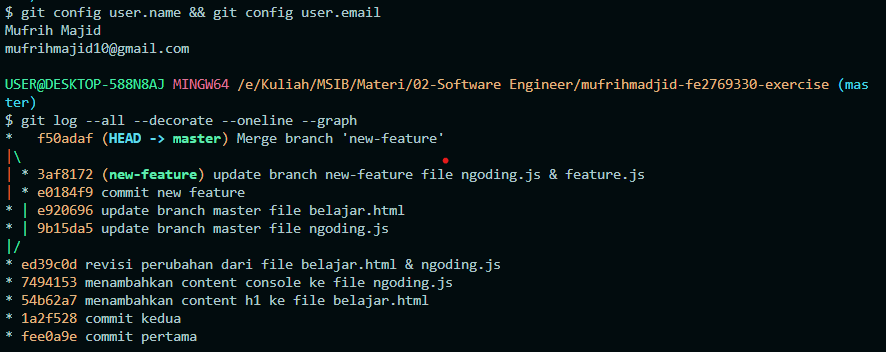 $ git config user.name && git config user.email
Mufrih Majid
mufrihmajid10@gmail.com
USER@DESKTOP-588N8AJ MINGW64 /e/Kuliah/MSIB/Materi/02-Software Engineer/mufrihmadjid-fe2769330-exercise (mas
ter)
$ git log --all --decorate --oneline --graph
*   f50adaf (HEAD -> master) Merge branch 'new-feature'
|\
| * 3af8172 (new-feature) update branch new-feature file ngoding.js & feature.js
| * e0184f9 commit new feature
* | e920696 update branch master file belajar.html
* | 9b15da5 update branch master file ngoding.js
|/
* ed39c0d revisi perubahan dari file belajar.html & ngoding.js
* 7494153 menambahkan content console ke file ngoding.js
* 54b62a7 menambahkan content h1 ke file belajar.html
* 1a2f528 commit kedua
* fee0a9e commit pertama